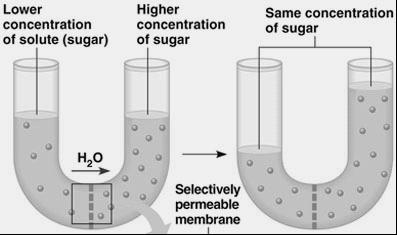 Lower
concentration
of solute (sugar)
Higher
concentration
of sugar
Same concentration
of sugar
H₂O
Selectively
permeable
membrane